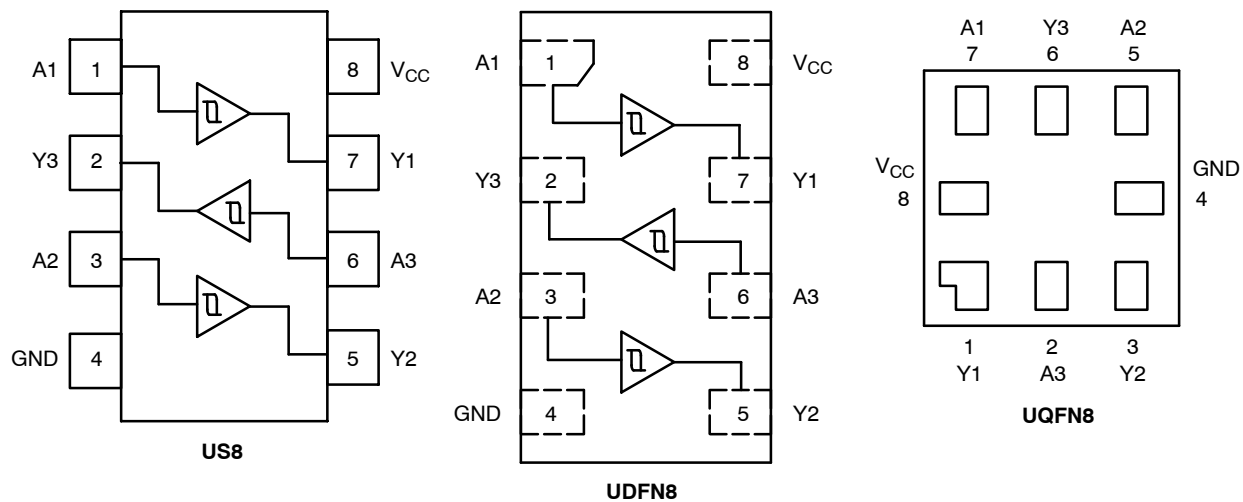 A1 1 8 VCC
Y3 2 7 Y1
A2 3 6 A3
GND 4 5 Y2
US8
A1 1 8 VCC
Y3 2 7 Y1
A2 3 6 A3
GND 4 5 Y2
UDFN8
A1 Y3 A2
7 6 5
VCC
8
GND
4
1 2 3
Y1 A3 Y2
UQFN8